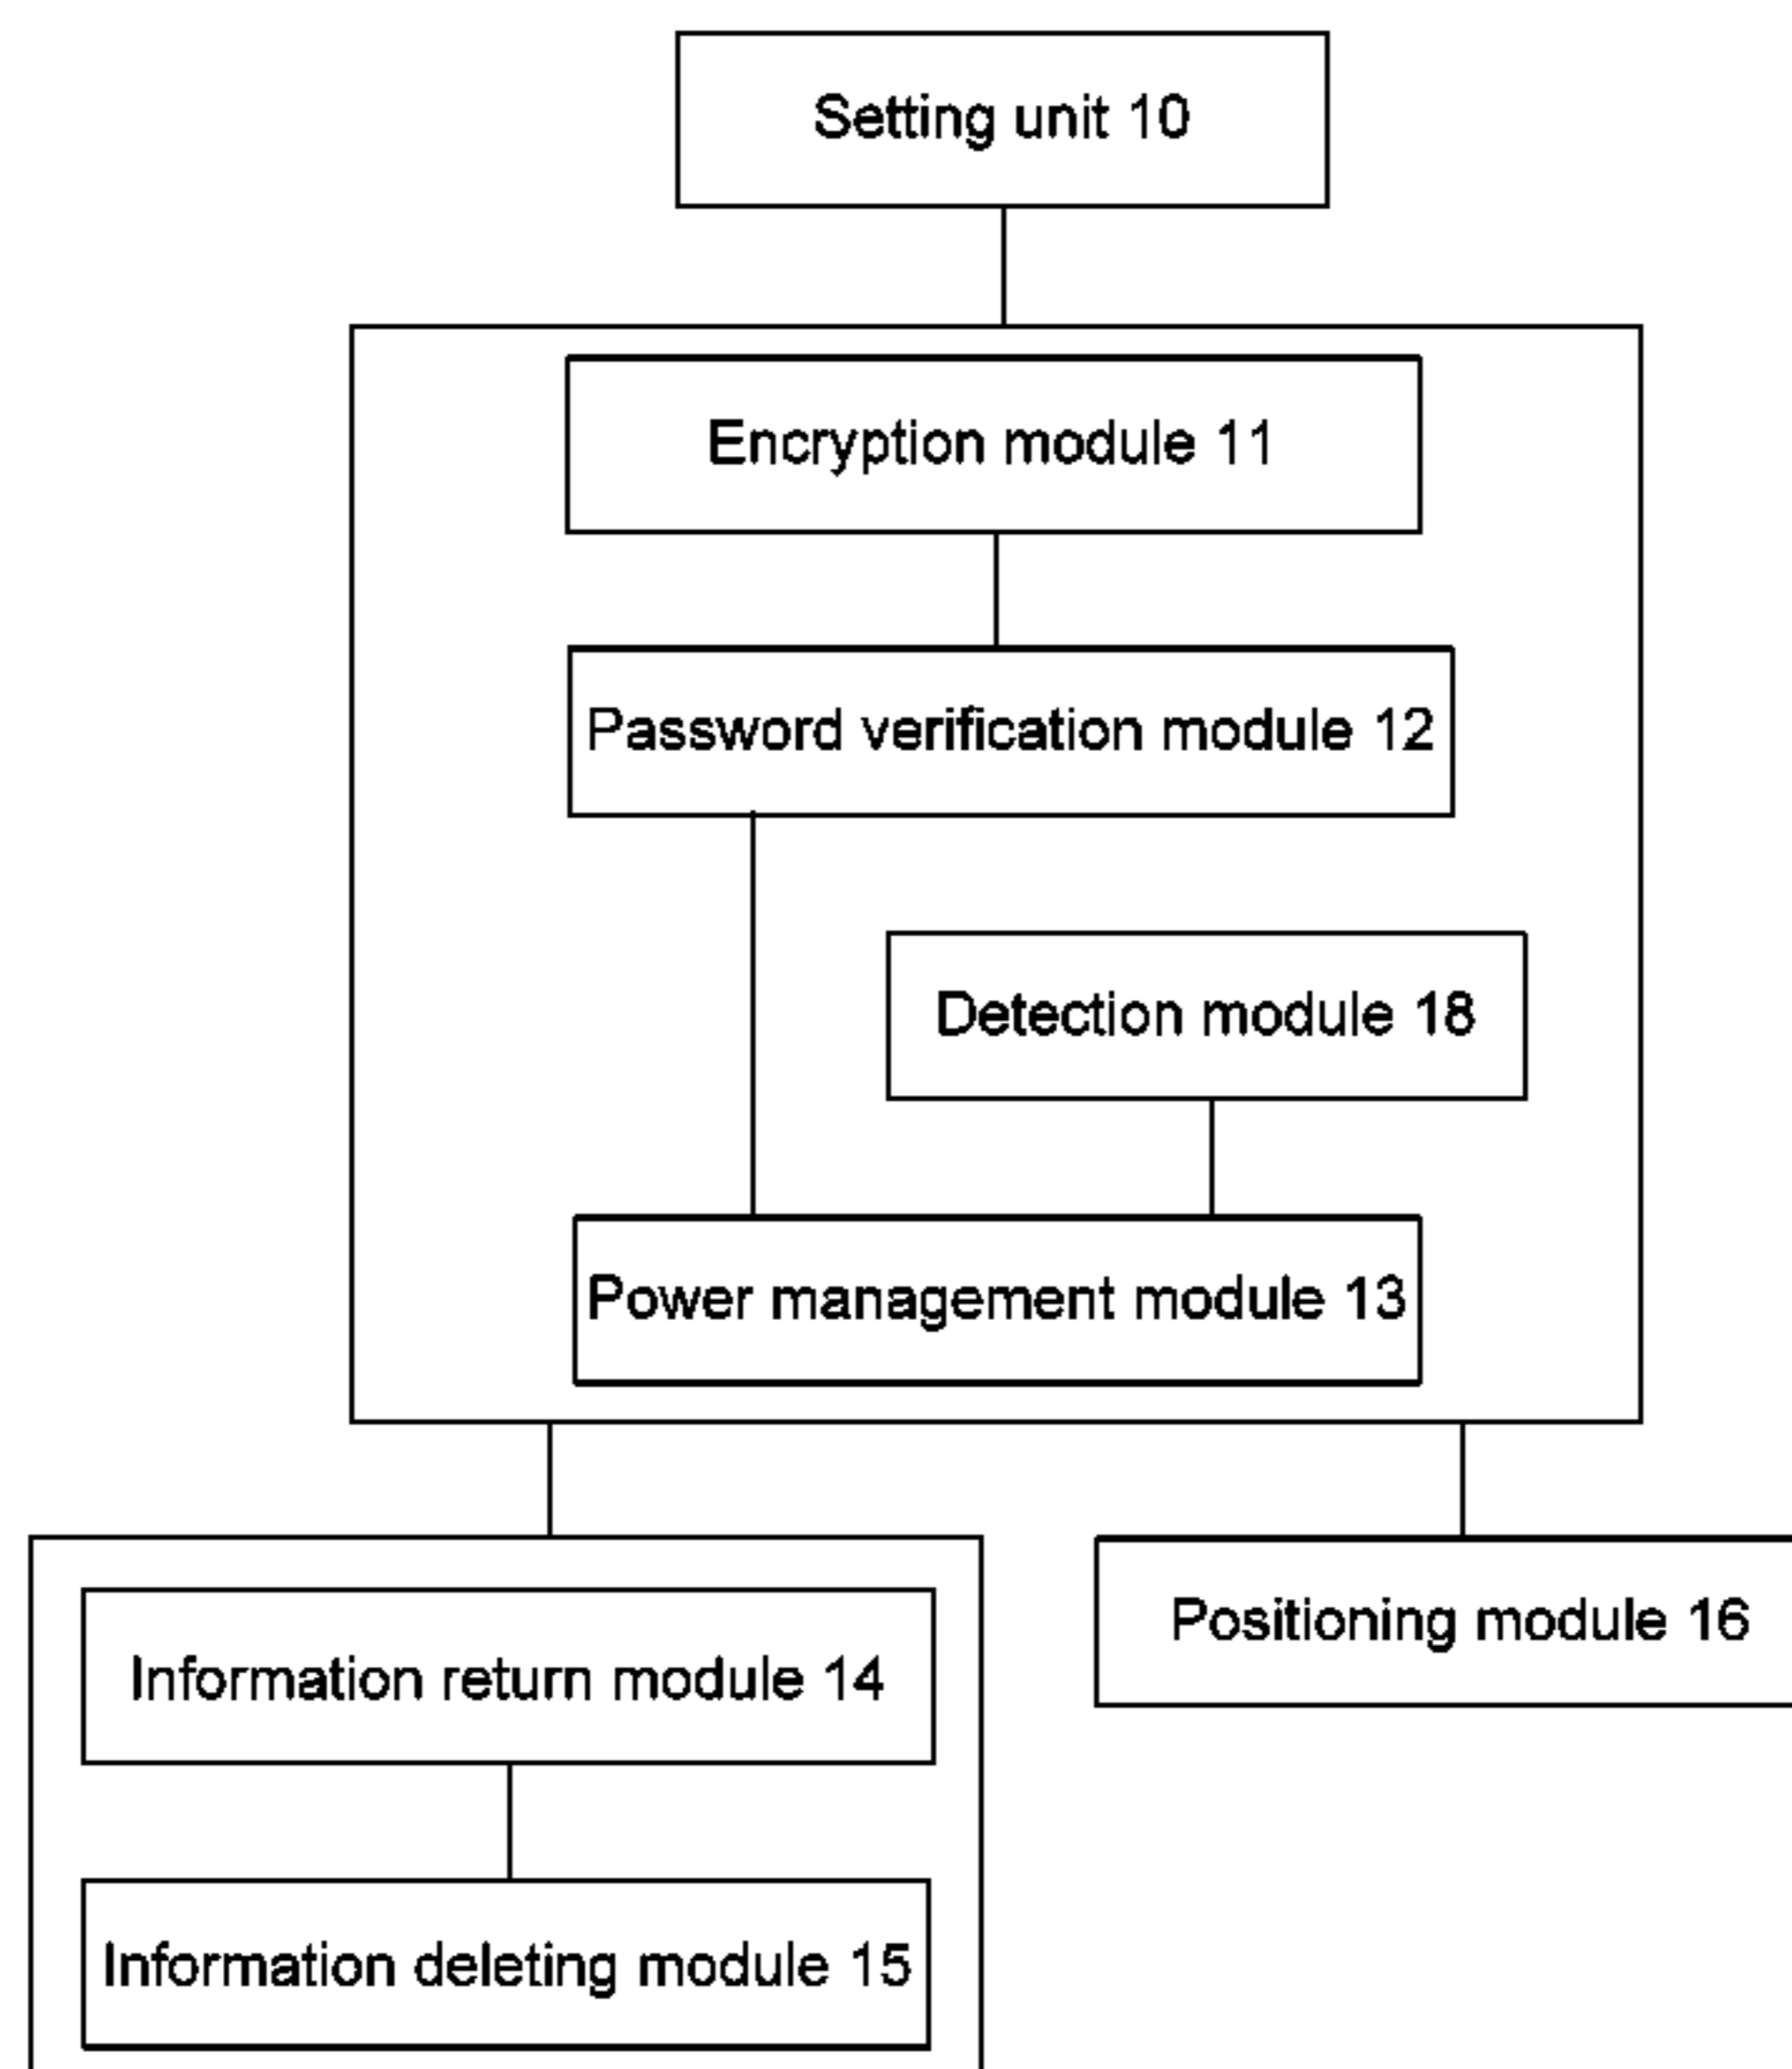 Setting unit 10
Encryption module 11
Password verification module 12
Detection module 18
Power management module 13
Information return module 14
Positioning module 16
Information deleting module 15